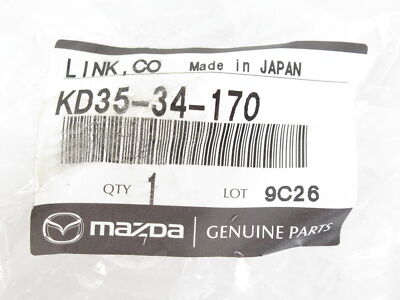 LINK, CO Made in JAPAN
KD35-34-170
QTY 1 LOT 9C26
mazda GENUINE PARTS